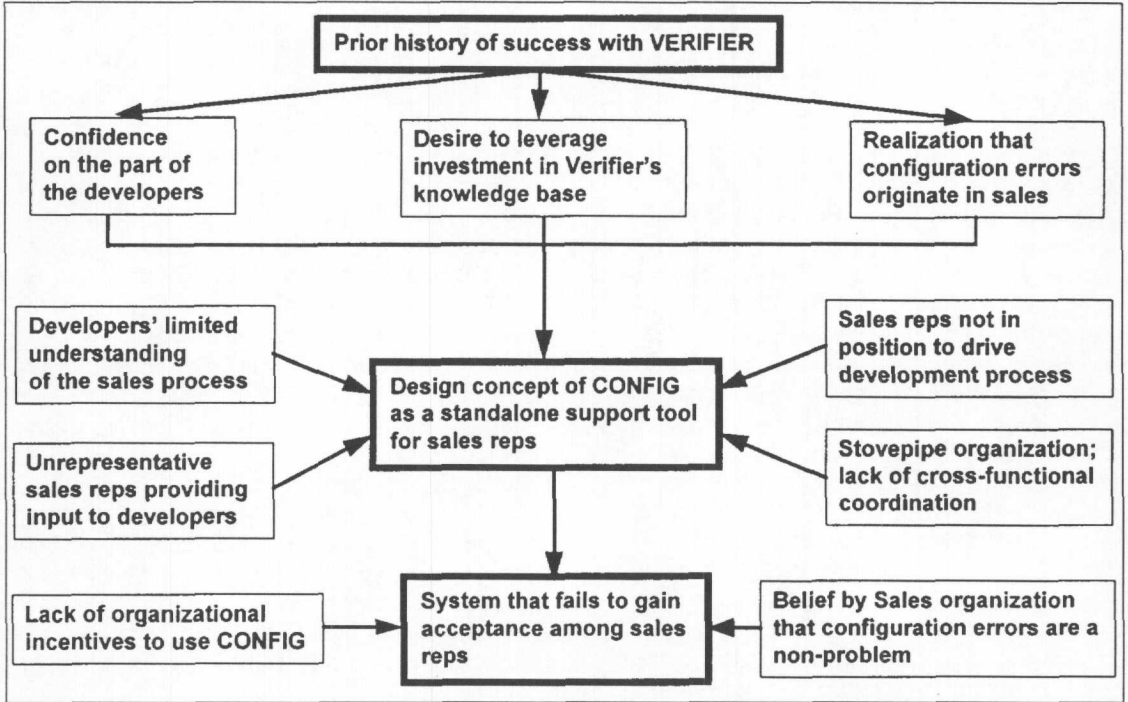 Prior history of success with VERIFIER
Confidence
on the part of
the developers
Desire to leverage
investment in Verifier's
knowledge base
Realization that
configuration errors
originate in sales
Developers' limited
understanding
of the sales process
Sales reps not in
position to drive
development process
Design concept of CONFIG
as a standalone support tool
for sales reps
Unrepresentative
sales reps providing
input to developers
Stovepipe organization;
lack of cross-functional
coordination
Lack of organizational
incentives to use CONFIG
System that fails to gain
acceptance among sales
reps
Belief by Sales organization
that configuration errors are a
non-problem